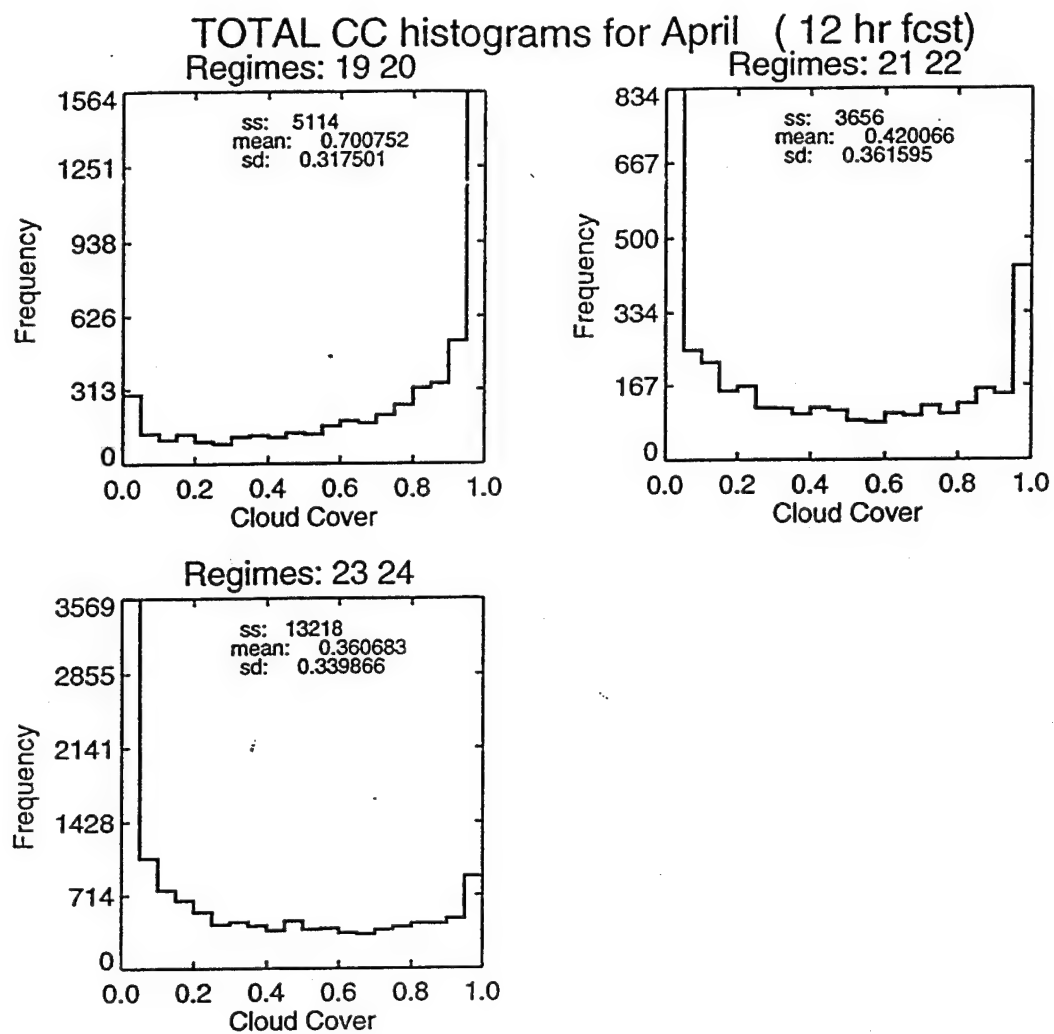 TOTAL CC histograms for April ( 12 hr fcst)
Regimes: 19 20
1564
1251
938
626
313
0
Frequency
ss: 5114
mean: 0.700752
sd: 0.317501
0.0 0.2 0.4 0.6 0.8 1.0
Cloud Cover
Regimes: 21 22
834
667
500
334
167
0
Frequency
ss: 3656
mean: 0.420066
sd: 0.361595
0.0 0.2 0.4 0.6 0.8 1.0
Cloud Cover
Regimes: 23 24
3569
2855
2141
1428
714
0
Frequency
ss: 13218
mean: 0.360683
sd: 0.339866
0.0 0.2 0.4 0.6 0.8 1.0
Cloud Cover